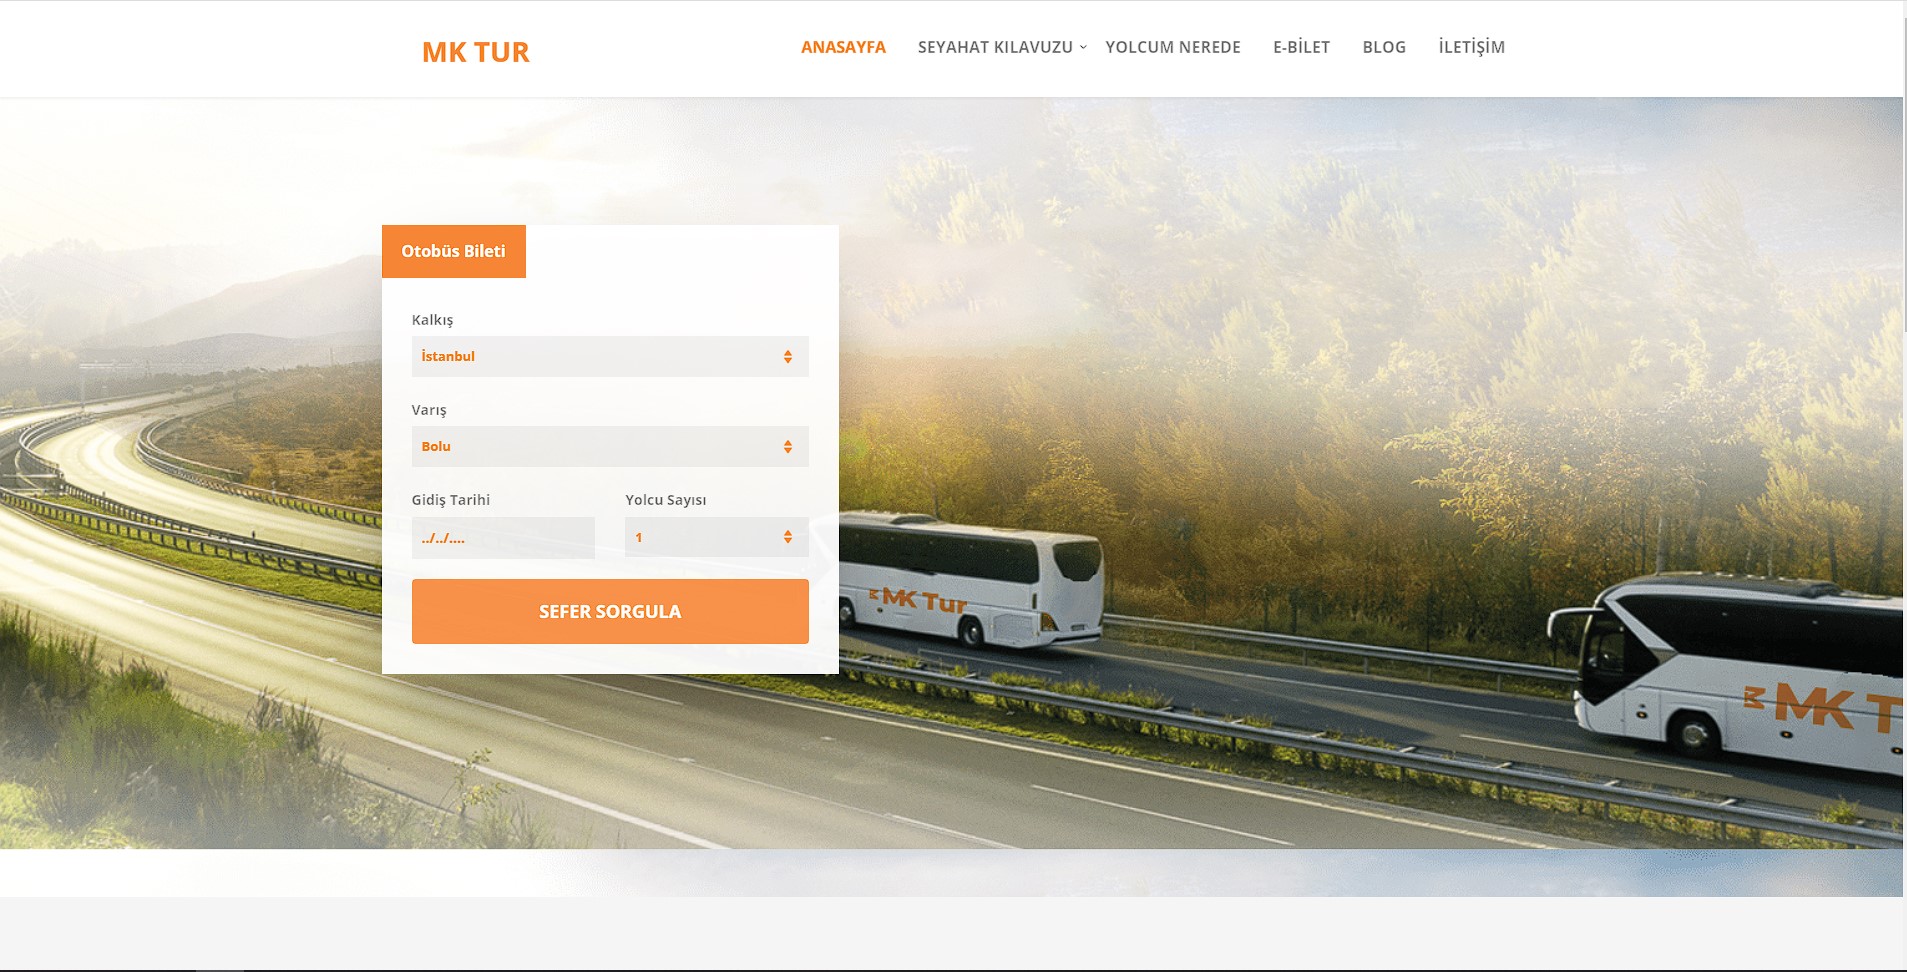 MK TUR
ANASAYFA SEYAHAT KILAVUZU YOLCUM NEREDE E-BİLET BLOG İLETİŞİM
Otobüs Bileti
Kalkış
İstanbul
Varış
Bolu
Gidiş Tarihi Yolcu Sayısı
../../.... 1
SEFER SORGULA
MK Tur
MK T